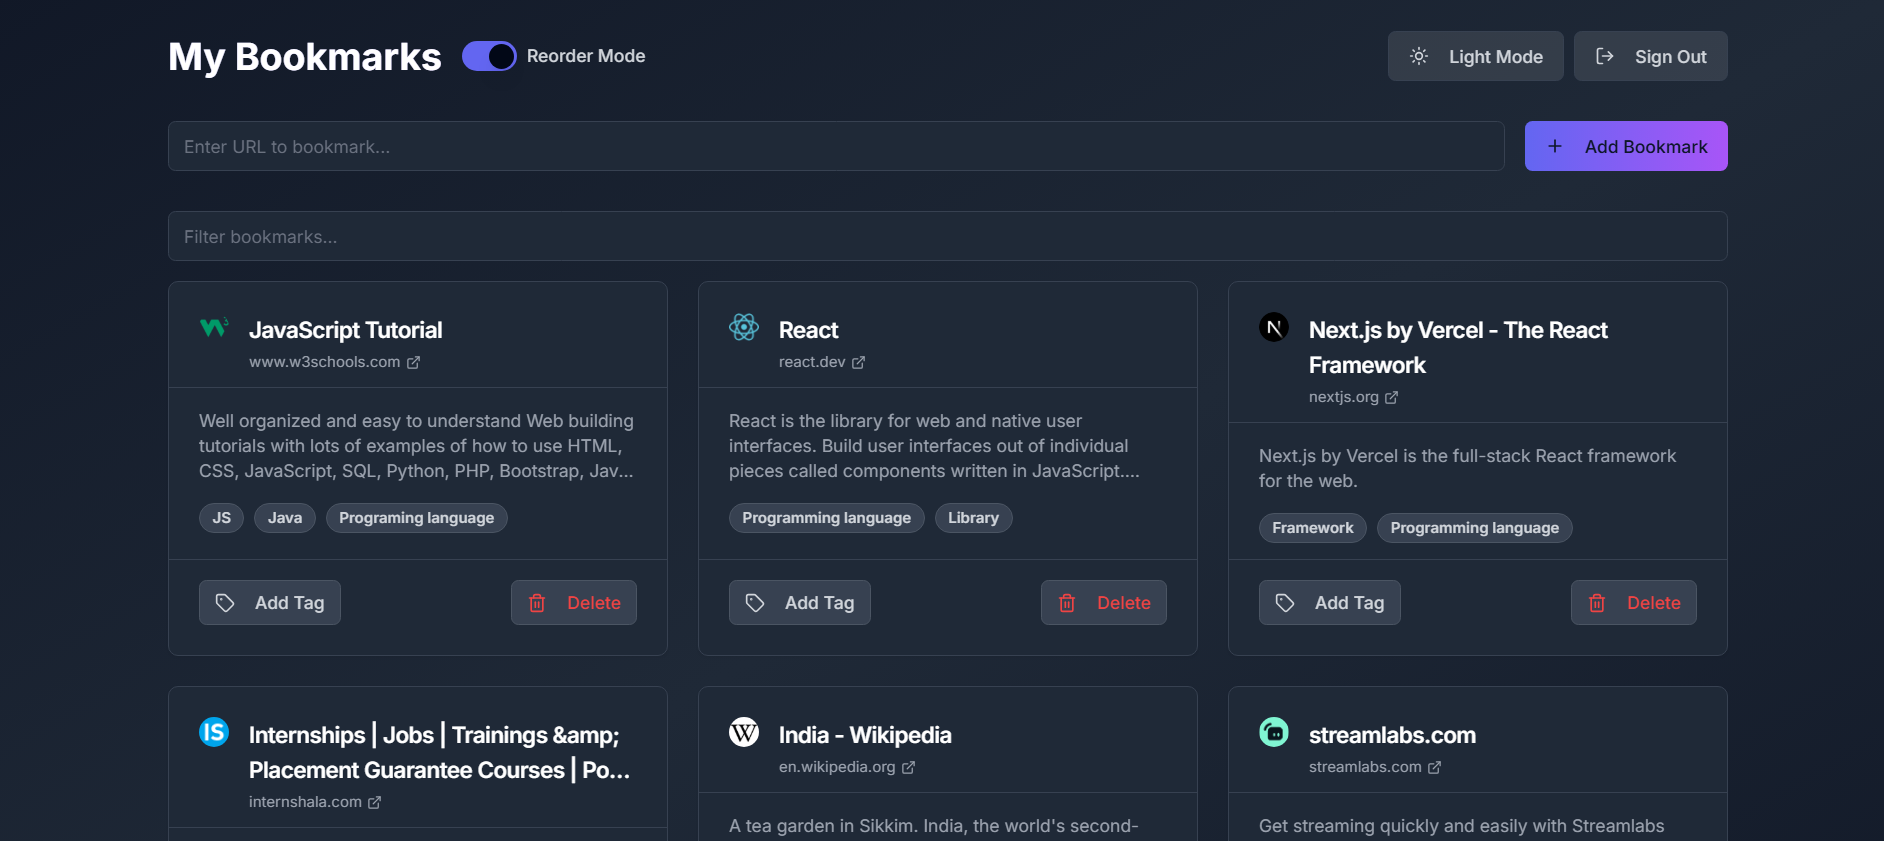 My Bookmarks
Reorder Mode
Light Mode
Sign Out
Enter URL to bookmark...
Add Bookmark
Filter bookmarks...
JavaScript Tutorial
www.w3schools.com
Well organized and easy to understand Web building
tutorials with lots of examples of how to use HTML,
CSS, JavaScript, SQL, Python, PHP, Bootstrap, Jav...
JS
Java
Programing language
Add Tag
Delete
React
react.dev
React is the library for web and native user
interfaces. Build user interfaces out of individual
pieces called components written in JavaScript....
Programming language
Library
Add Tag
Delete
N
Next.js by Vercel - The React
Framework
nextjs.org
Next.js by Vercel is the full-stack React framework
for the web.
Framework
Programming language
Add Tag
Delete
IS
Internships | Jobs | Trainings &amp;
Placement Guarantee Courses | Po...
internshala.com
W
India - Wikipedia
en.wikipedia.org
A tea garden in Sikkim. India, the world's second-
streamlabs.com
streamlabs.com
Get streaming quickly and easily with Streamlabs